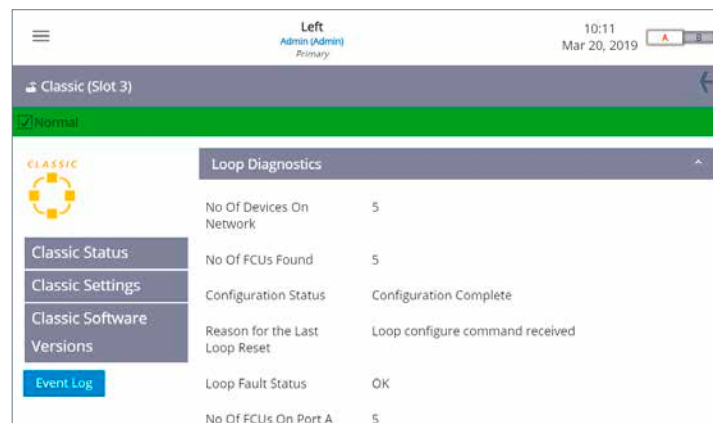 Left
Admin (Admin)
Primary
10:11
Mar 20, 2019
A
B
Classic (Slot 3)
Normal
CLASSIC
Classic Status
Classic Settings
Classic Software
Versions
Event Log
Loop Diagnostics
No Of Devices On
Network
5
No Of FCUs Found
5
Configuration Status
Configuration Complete
Reason for the Last
Loop Reset
Loop configure command received
Loop Fault Status
OK
No Of FCUs On Port A
5